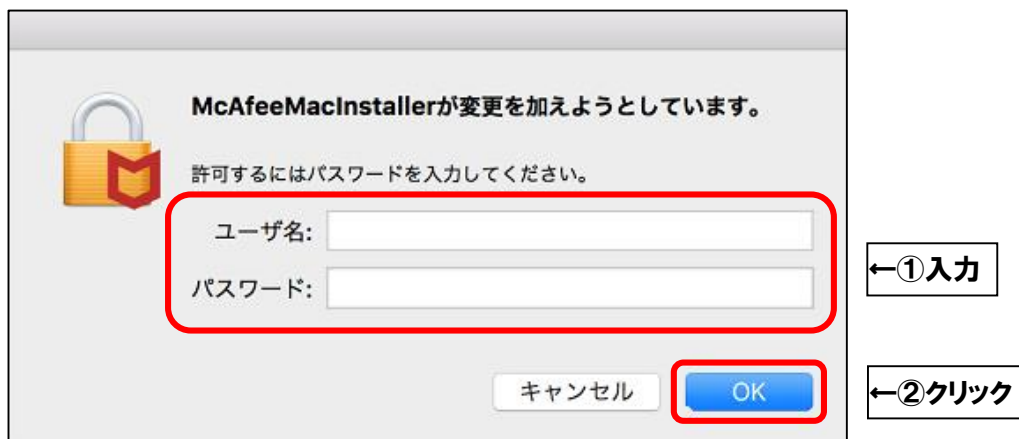 McAfeeMacInstallerが変更を加えようとしています。
許可するにはパスワードを入力してください。
ユーザ名:
パスワード:
←①入力
キャンセル
OK
←②クリック